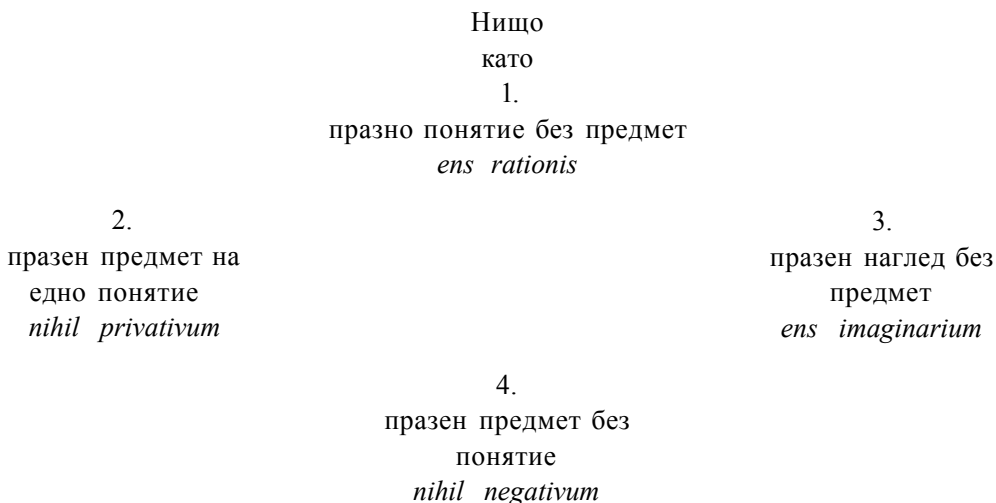 Нищо
като
1.
празно понятие без предмет
ens rationis
2.
празен предмет на
едно понятие
nihil privativum
3.
празен наглед без
предмет
ens imaginarium
4.
празен предмет без
понятие
nihil negativum